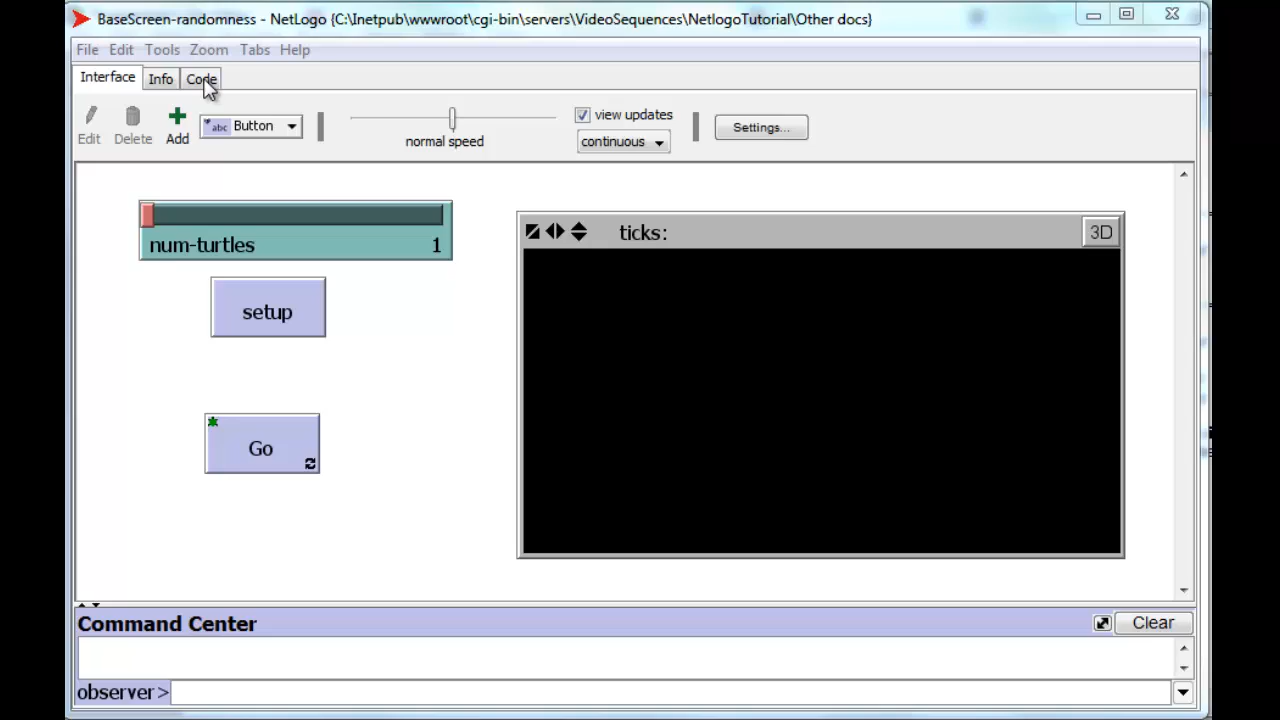 BaseScreen-randomness - NetLogo {C:\Inetpub\wwwroot\cgi-bin\servers\VideoSequences\NetlogoTutorial\Other docs}
File Edit Tools Zoom Tabs Help
Interface Info Code
Edit Delete Add abc Button normal speed view updates continuous Settings...
num-turtles 1
setup
Go
ticks: 3D
Command Center Clear
observer>